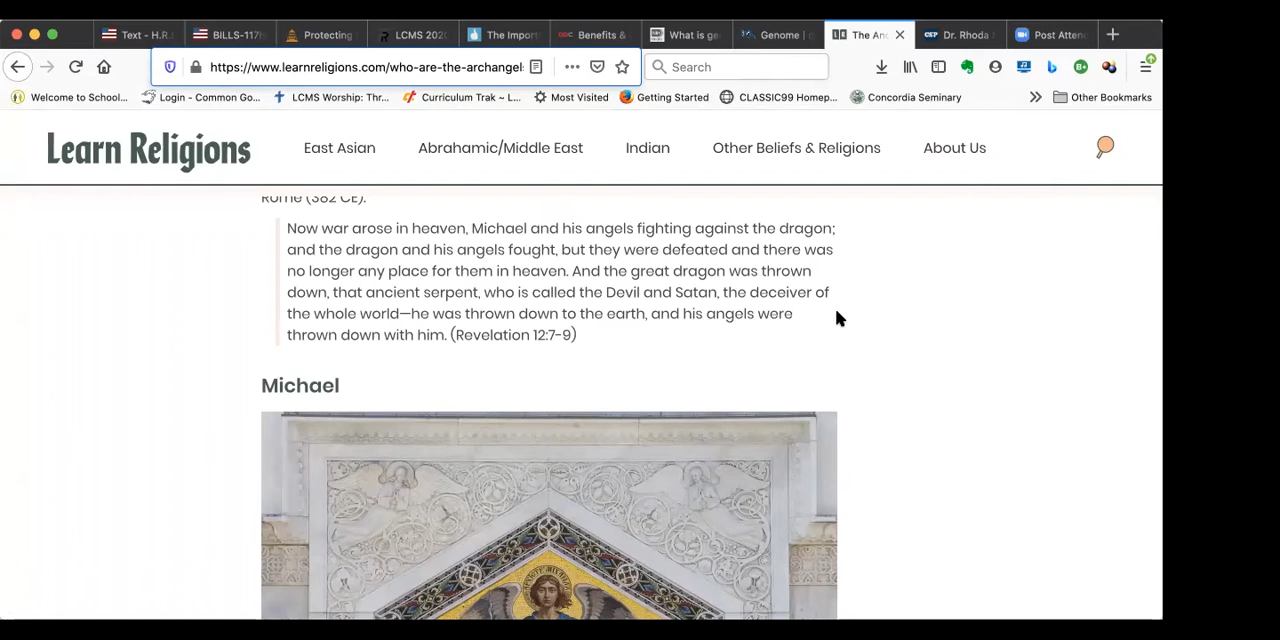 Text - H.R.
BILLS-117
Protecting
LCMS 202
The Import
Benefits &
What is ge
Genome |
The Anc
Dr. Rhoda
Post Atten
https://www.learnreligions.com/who-are-the-archangel
Search
Welcome to School...
Login - Common Go...
LCMS Worship: Thr...
Curriculum Trak ~ L...
Most Visited
Getting Started
CLASSIC99 Homep...
Concordia Seminary
Other Bookmarks
Learn Religions
East Asian
Abrahamic/Middle East
Indian
Other Beliefs & Religions
About Us
Rome (382 CE).
Now war arose in heaven, Michael and his angels fighting against the dragon;
and the dragon and his angels fought, but they were defeated and there was
no longer any place for them in heaven. And the great dragon was thrown
down, that ancient serpent, who is called the Devil and Satan, the deceiver of
the whole world—he was thrown down to the earth, and his angels were
thrown down with him. (Revelation 12:7-9)
Michael